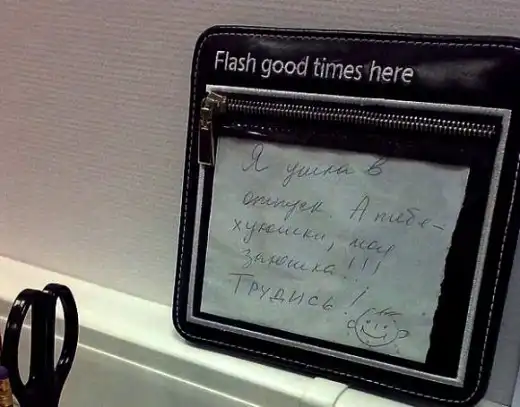 Flash good times here
Я ушла в
отпуск. А тебе -
хуюшки, моя
заюшка!!!
Трудись!